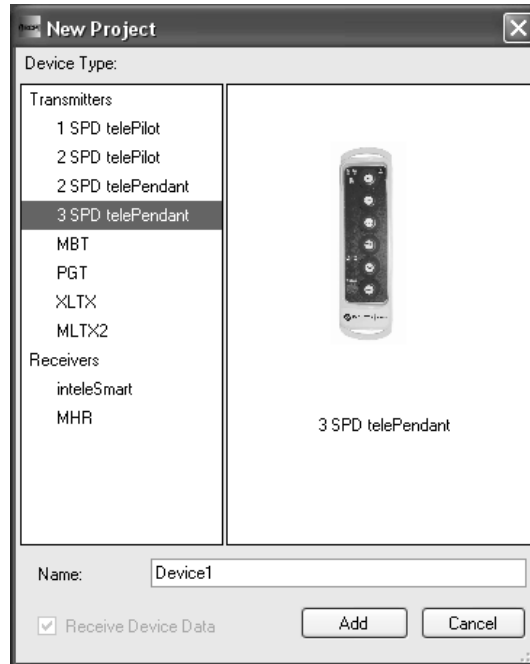 New Project
Device Type:
Transmitters
1 SPD telePilot
2 SPD telePilot
2 SPD telePendant
3 SPD telePendant
MBT
PGT
XLTX
MLTX2
Receivers
inteleSmart
MHR
3 SPD telePendant
Name: Device1
Receive Device Data
Add Cancel